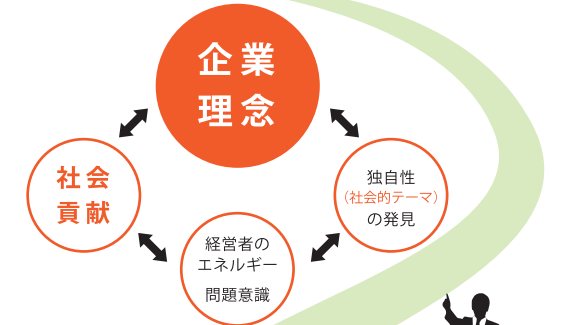 企業
理念
社会
貢献
独自性
（社会的テーマ）
の発見
経営者の
エネルギー
問題意識